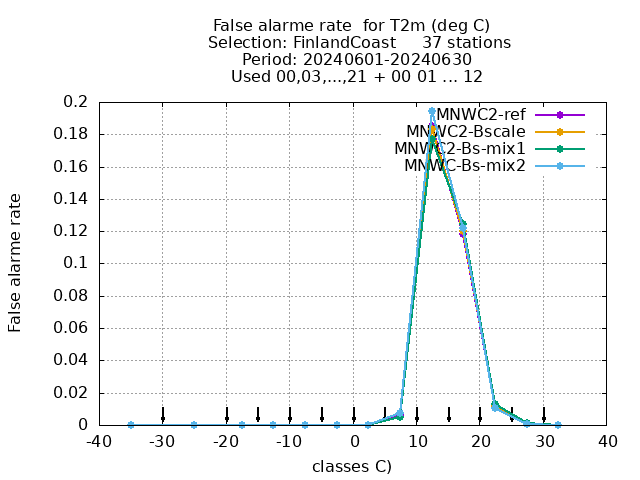 False alarme rate  for T2m (deg C)
Selection: FinlandCoast     37 stations
Period: 20240601-20240630
Used 00,03,...,21 + 00 01 ... 12
MNWC2-ref
MNWC2-Bscale
MNWC2-Bs-mix1
MNWC-Bs-mix2
False alarme rate
0.2
0.18
0.16
0.14
0.12
0.1
0.08
0.06
0.04
0.02
0
-40 -30 -20 -10 0 10 20 30 40
classes C)